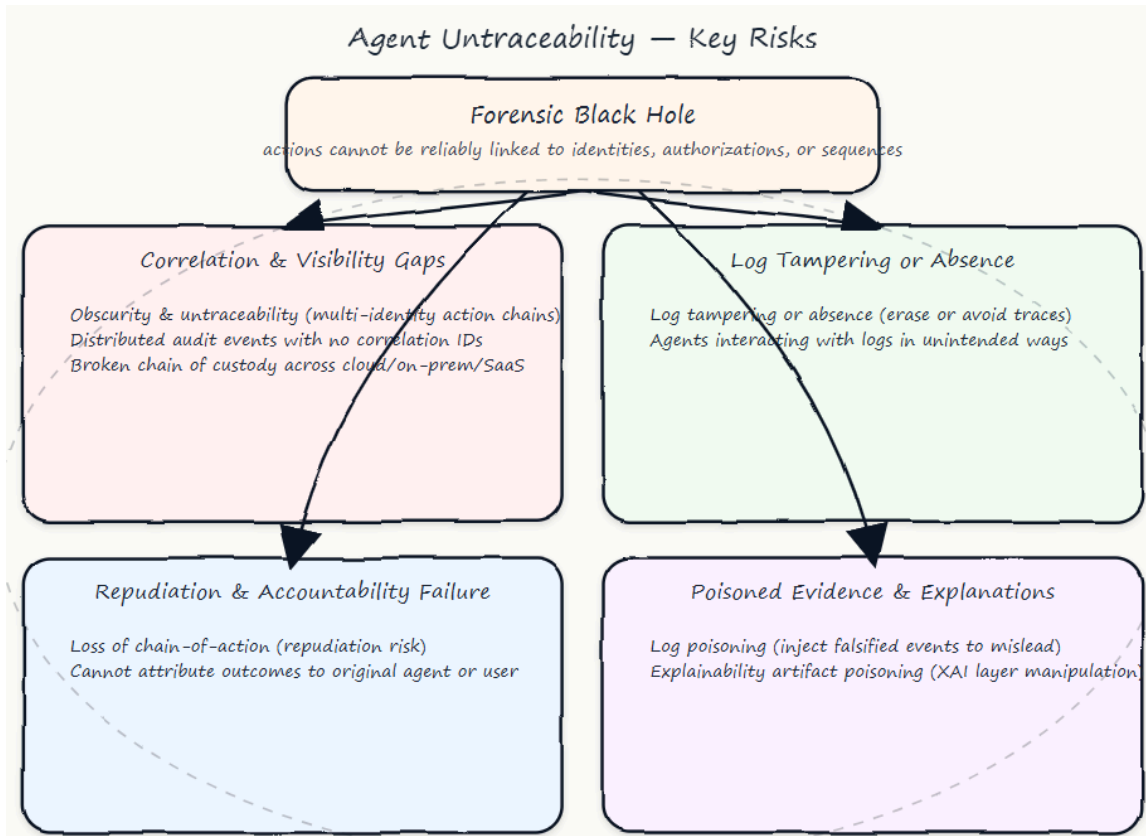 Agent Untraceability — Key Risks
Forensic Black Hole
actions cannot be reliably linked to identities, authorizations, or sequences
Correlation & Visibility Gaps
Obscurity & untraceability (multi-identity action chains)
Distributed audit events with no correlation IDs
Broken chain of custody across cloud/on-prem/SaaS
Log Tampering or Absence
Log tampering or absence (erase or avoid traces)
Agents interacting with logs in unintended ways
Repudiation & Accountability Failure
Loss of chain-of-action (repudiation risk)
Cannot attribute outcomes to original agent or user
Poisoned Evidence & Explanations
Log poisoning (inject falsified events to mislead)
Explainability artifact poisoning (XAI layer manipulation)